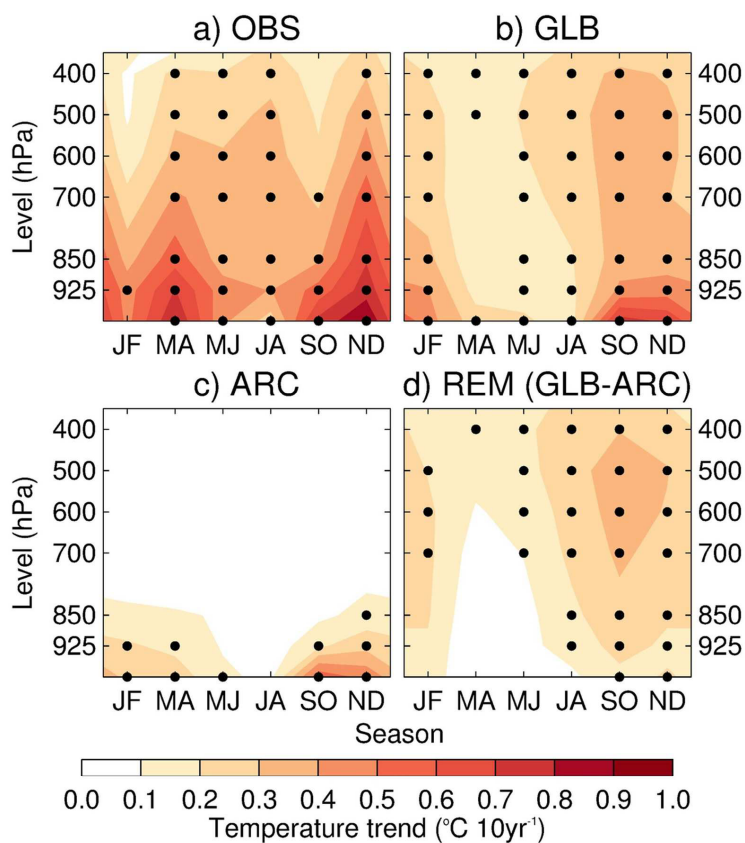 a) OBS
b) GLB
400
500
600
700
850
925
Level (hPa)
400
500
600
700
850
925
JF MA MJ JA SO ND
JF MA MJ JA SO ND
c) ARC
d) REM (GLB-ARC)
400
500
600
700
850
925
Level (hPa)
400
500
600
700
850
925
JF MA MJ JA SO ND
JF MA MJ JA SO ND
Season
0.0 0.1 0.2 0.3 0.4 0.5 0.6 0.7 0.8 0.9 1.0
Temperature trend (°C 10yr⁻¹)